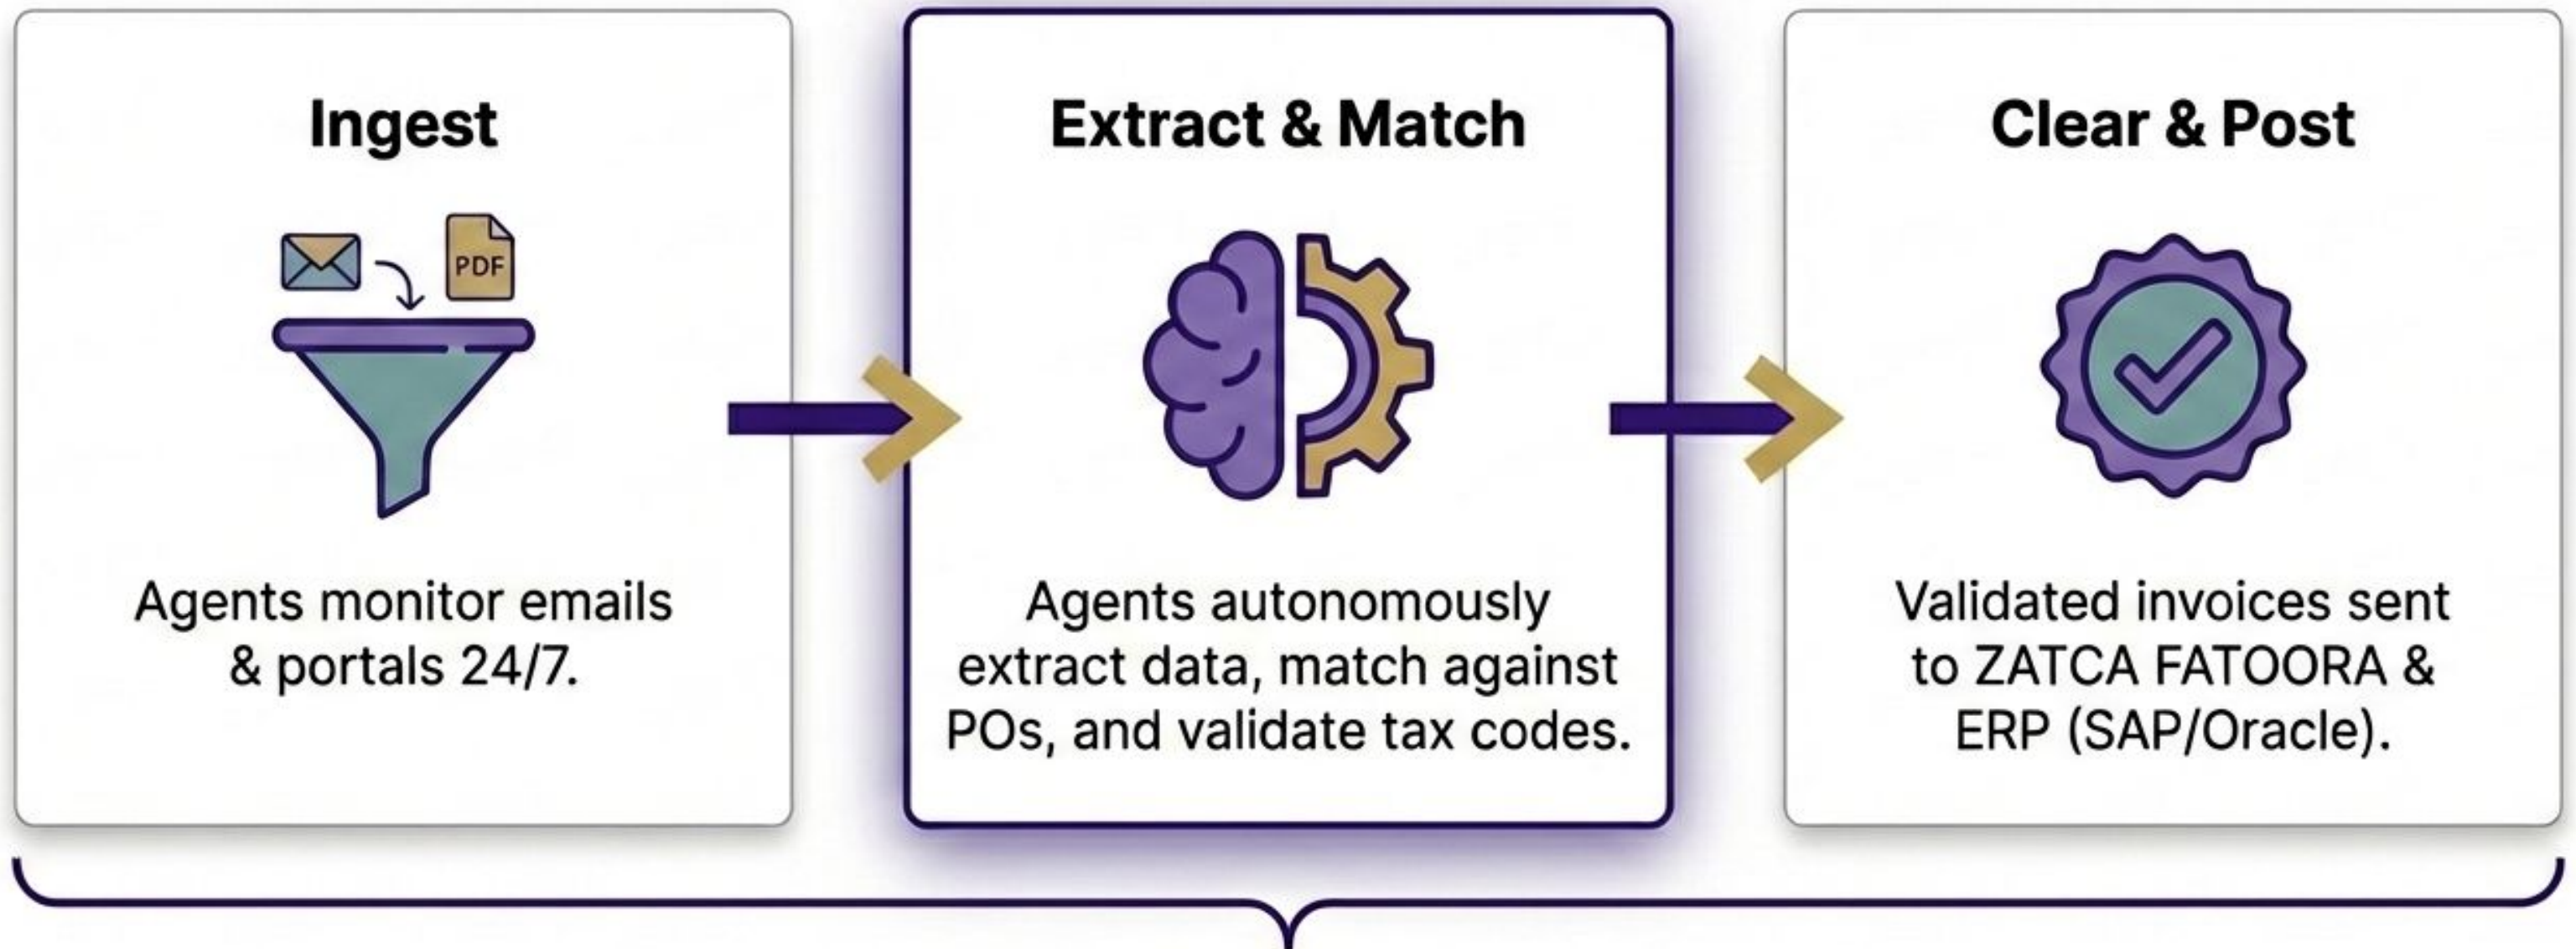 Ingest
PDF
Agents monitor emails
& portals 24/7.
Extract & Match
Agents autonomously
extract data, match against
POs, and validate tax codes.
Clear & Post
Validated invoices sent
to ZATCA FATOORA &
ERP (SAP/Oracle).